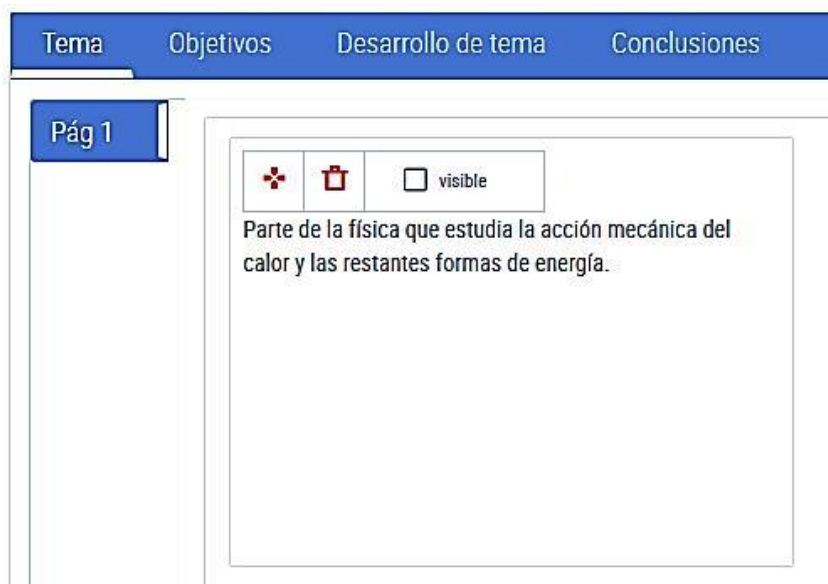 Tema Objetivos Desarrollo de tema Conclusiones
Pág 1
visible
Parte de la física que estudia la acción mecánica del
calor y las restantes formas de energía.